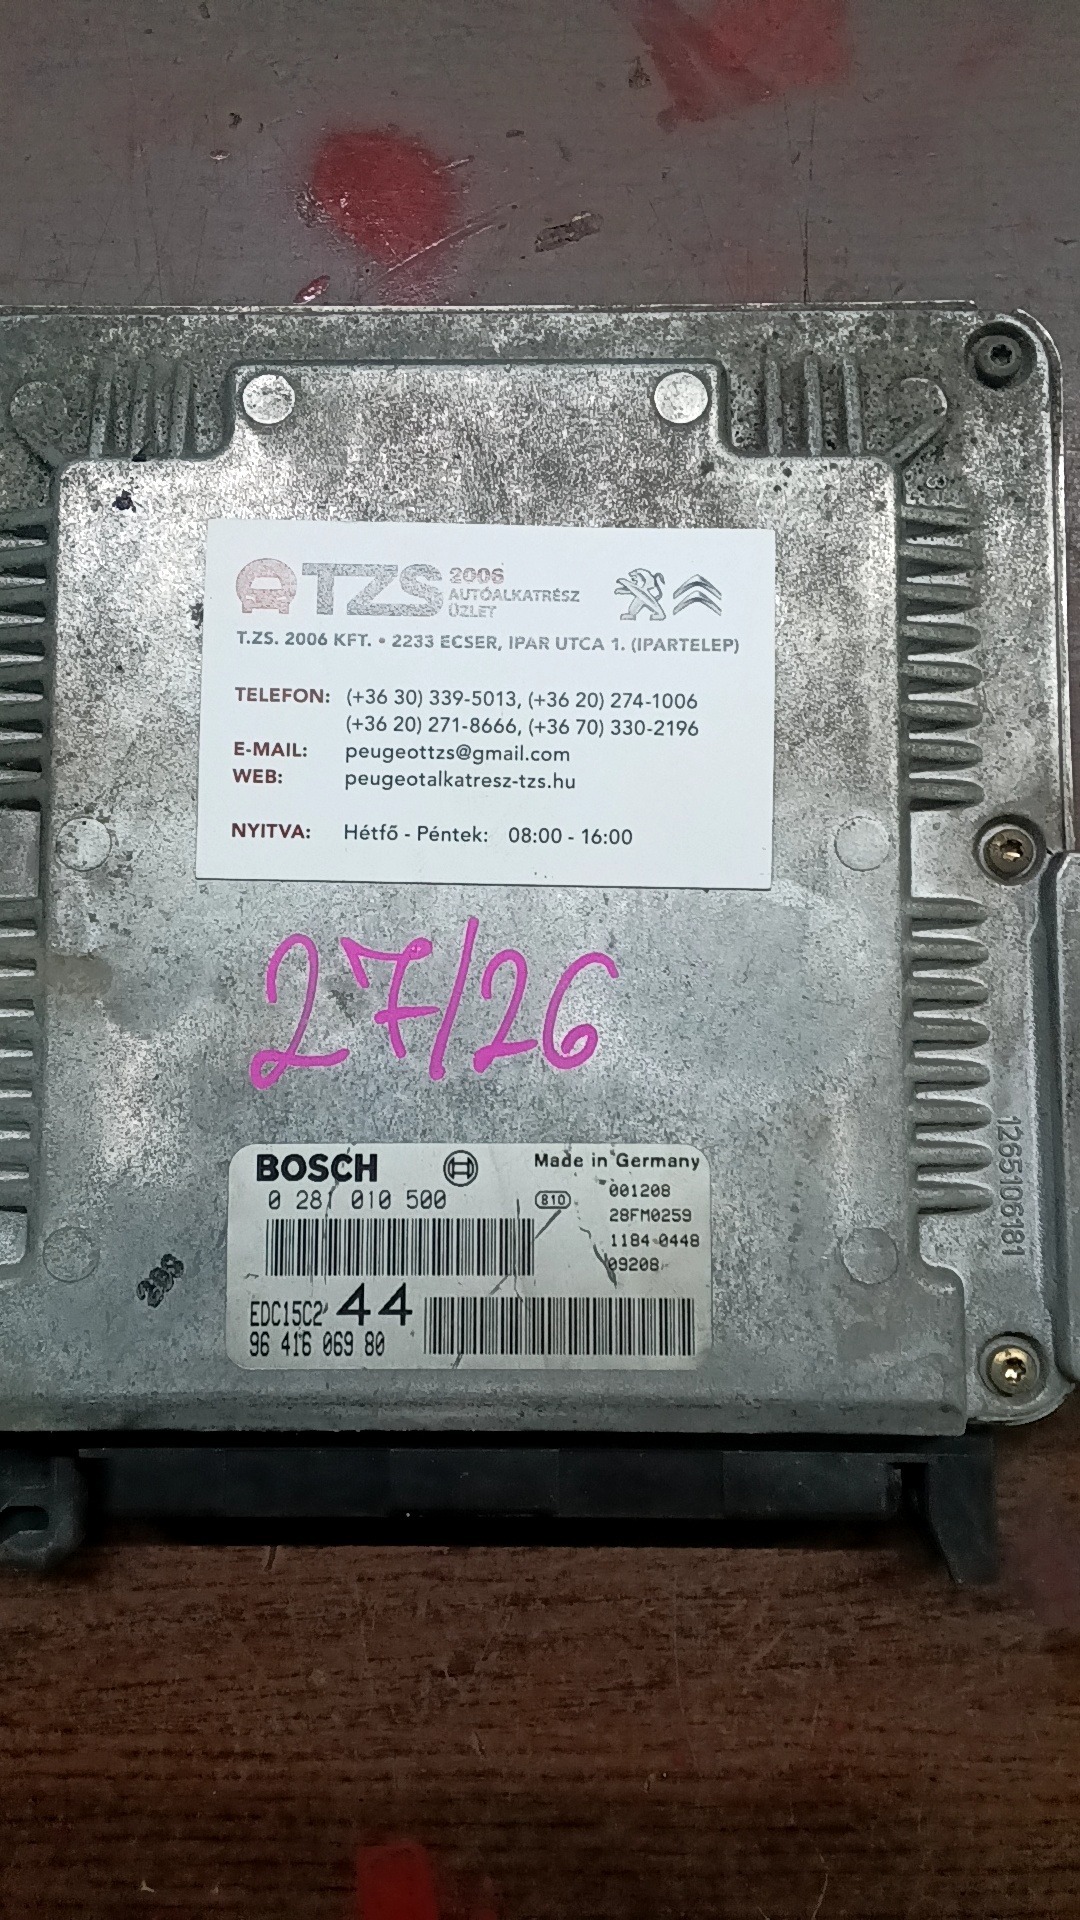 TZS 2006
AUTÓALKATRÉSZ
ÜZLET
T.ZS. 2006 KFT. • 2233 ECSER, IPAR UTCA 1. (IPARTELEP)
TELEFON: (+36 30) 339-5013, (+36 20) 274-1006
(+36 20) 271-8666, (+36 70) 330-2196
E-MAIL: peugeottzs@gmail.com
WEB: peugeotalkatresz-tzs.hu
NYITVA: Hétfő - Péntek: 08:00 - 16:00
27/26
BOSCH Made in Germany
0 281 010 500 810 001208
28FM0259
1184 0448
09208
EDC15C2 44
96 416 069 80
1265106181